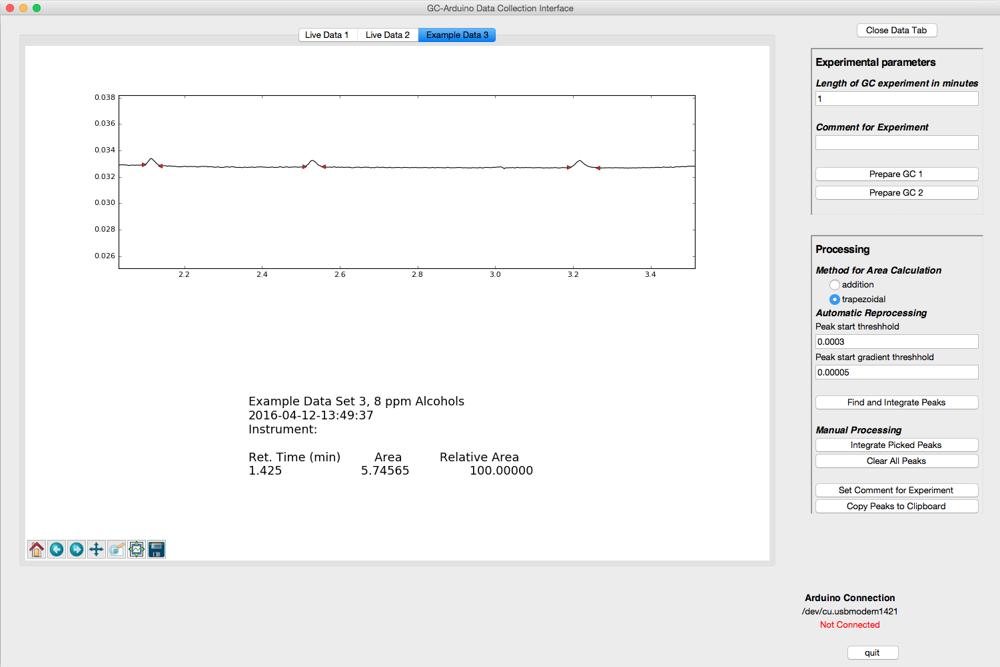 GC-Arduino Data Collection Interface
Live Data 1
Live Data 2
Example Data 3
Close Data Tab
0.038
0.036
0.034
0.032
0.030
0.028
0.026
2.2
2.4
2.6
2.8
3.0
3.2
3.4
Example Data Set 3, 8 ppm Alcohols
2016-04-12-13:49:37
Instrument:
Ret. Time (min) Area Relative Area
1.425 5.74565 100.00000
Experimental parameters
Length of GC experiment in minutes
1
Comment for Experiment
Prepare GC 1
Prepare GC 2
Processing
Method for Area Calculation
addition
trapezoidal
Automatic Reprocessing
Peak start threshhold
0.0003
Peak start gradient threshhold
0.00005
Find and Integrate Peaks
Manual Processing
Integrate Picked Peaks
Clear All Peaks
Set Comment for Experiment
Copy Peaks to Clipboard
Arduino Connection
/dev/cu.usbmodem1421
Not Connected
quit